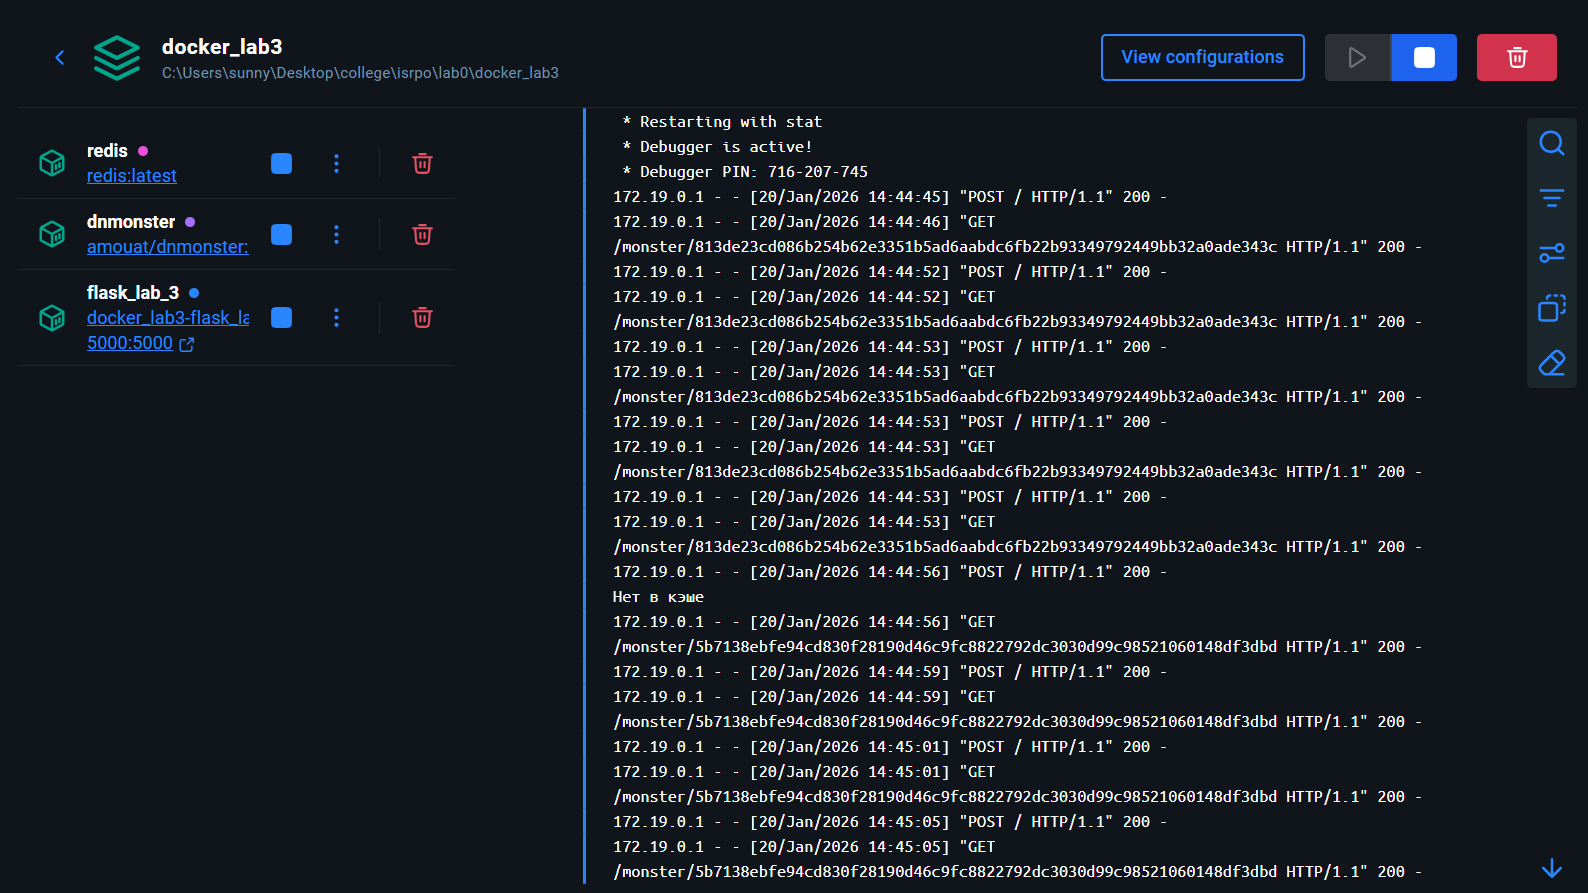 docker_lab3
C:\Users\sunny\Desktop\college\isrpo\lab0\docker_lab3
View configurations
redis
redis:latest
dnmonster
amouat/dnmonster:
flask_lab_3
docker_lab3-flask_la
5000:5000
* Restarting with stat
* Debugger is active!
* Debugger PIN: 716-207-745
172.19.0.1 - - [20/Jan/2026 14:44:45] "POST / HTTP/1.1" 200 -
172.19.0.1 - - [20/Jan/2026 14:44:46] "GET
/monster/813de23cd086b254b62e3351b5ad6aabdc6fb22b93349792449bb32a0ade343c HTTP/1.1" 200 -
172.19.0.1 - - [20/Jan/2026 14:44:52] "POST / HTTP/1.1" 200 -
172.19.0.1 - - [20/Jan/2026 14:44:52] "GET
/monster/813de23cd086b254b62e3351b5ad6aabdc6fb22b93349792449bb32a0ade343c HTTP/1.1" 200 -
172.19.0.1 - - [20/Jan/2026 14:44:53] "POST / HTTP/1.1" 200 -
172.19.0.1 - - [20/Jan/2026 14:44:53] "GET
/monster/813de23cd086b254b62e3351b5ad6aabdc6fb22b93349792449bb32a0ade343c HTTP/1.1" 200 -
172.19.0.1 - - [20/Jan/2026 14:44:53] "POST / HTTP/1.1" 200 -
172.19.0.1 - - [20/Jan/2026 14:44:53] "GET
/monster/813de23cd086b254b62e3351b5ad6aabdc6fb22b93349792449bb32a0ade343c HTTP/1.1" 200 -
172.19.0.1 - - [20/Jan/2026 14:44:53] "POST / HTTP/1.1" 200 -
172.19.0.1 - - [20/Jan/2026 14:44:53] "GET
/monster/813de23cd086b254b62e3351b5ad6aabdc6fb22b93349792449bb32a0ade343c HTTP/1.1" 200 -
172.19.0.1 - - [20/Jan/2026 14:44:56] "POST / HTTP/1.1" 200 -
Нет в кэше
172.19.0.1 - - [20/Jan/2026 14:44:56] "GET
/monster/5b7138ebfe94cd830f28190d46c9fc8822792dc3030d99c98521060148df3dbd HTTP/1.1" 200 -
172.19.0.1 - - [20/Jan/2026 14:44:59] "POST / HTTP/1.1" 200 -
172.19.0.1 - - [20/Jan/2026 14:44:59] "GET
/monster/5b7138ebfe94cd830f28190d46c9fc8822792dc3030d99c98521060148df3dbd HTTP/1.1" 200 -
172.19.0.1 - - [20/Jan/2026 14:45:01] "POST / HTTP/1.1" 200 -
172.19.0.1 - - [20/Jan/2026 14:45:01] "GET
/monster/5b7138ebfe94cd830f28190d46c9fc8822792dc3030d99c98521060148df3dbd HTTP/1.1" 200 -
172.19.0.1 - - [20/Jan/2026 14:45:05] "POST / HTTP/1.1" 200 -
172.19.0.1 - - [20/Jan/2026 14:45:05] "GET
/monster/5b7138ebfe94cd830f28190d46c9fc8822792dc3030d99c98521060148df3dbd HTTP/1.1" 200 -